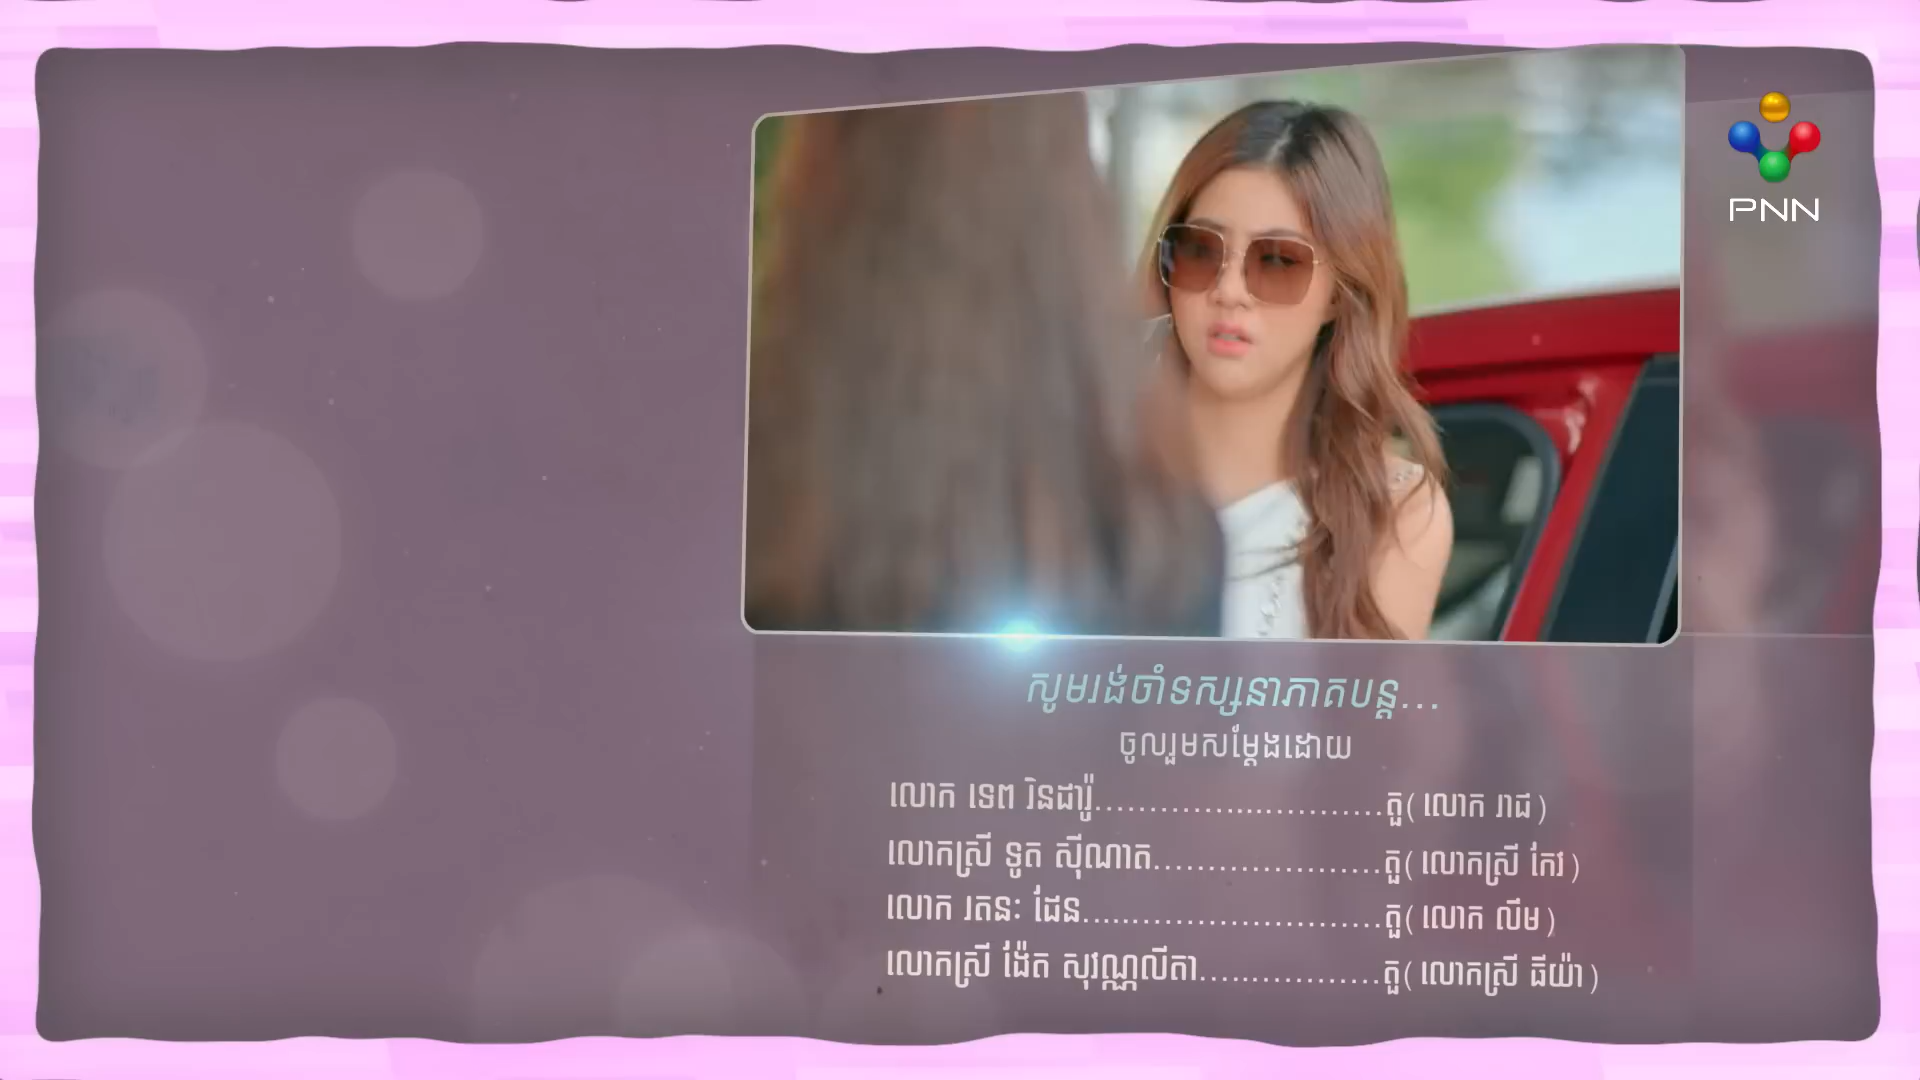 PNN
សូមរង់ចាំទស្សនាភាគបន្ត...
ចូលរួមសម្ដែងដោយ
លោក ទេព រិនដារ៉ូ.................................តួ( លោក រាជ )
លោកស្រី ទូត ស៊ីណាត..........................តួ( លោកស្រី កែវ )
លោក រតនៈ ដែន..................................តួ( លោក លឹម )
លោកស្រី ង៉ែត សុវណ្ណលីតា.....................តួ( លោកស្រី ធីយ៉ា )